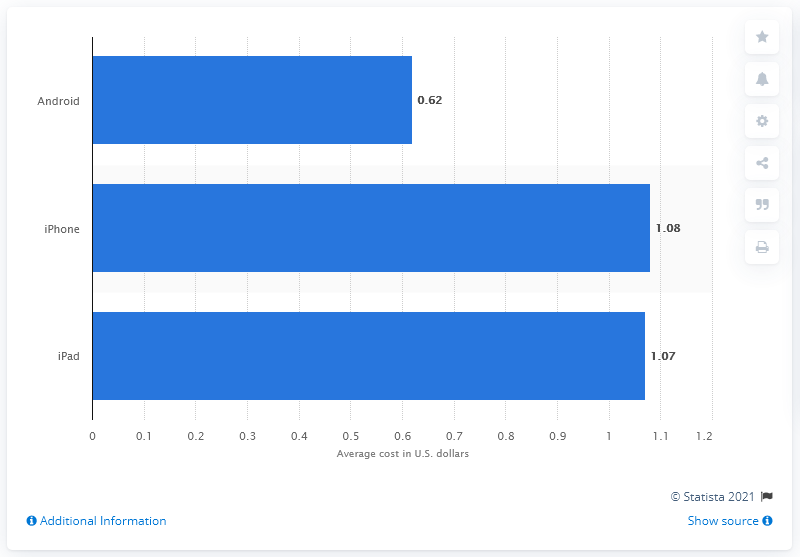 Android 0.62
iPhone 1.08
iPad 1.07
0 0.1 0.2 0.3 0.4 0.5 0.6 0.7 0.8 0.9 1 1.1 1.2
Average cost in U.S. dollars
© Statista 2021
Additional Information Show source